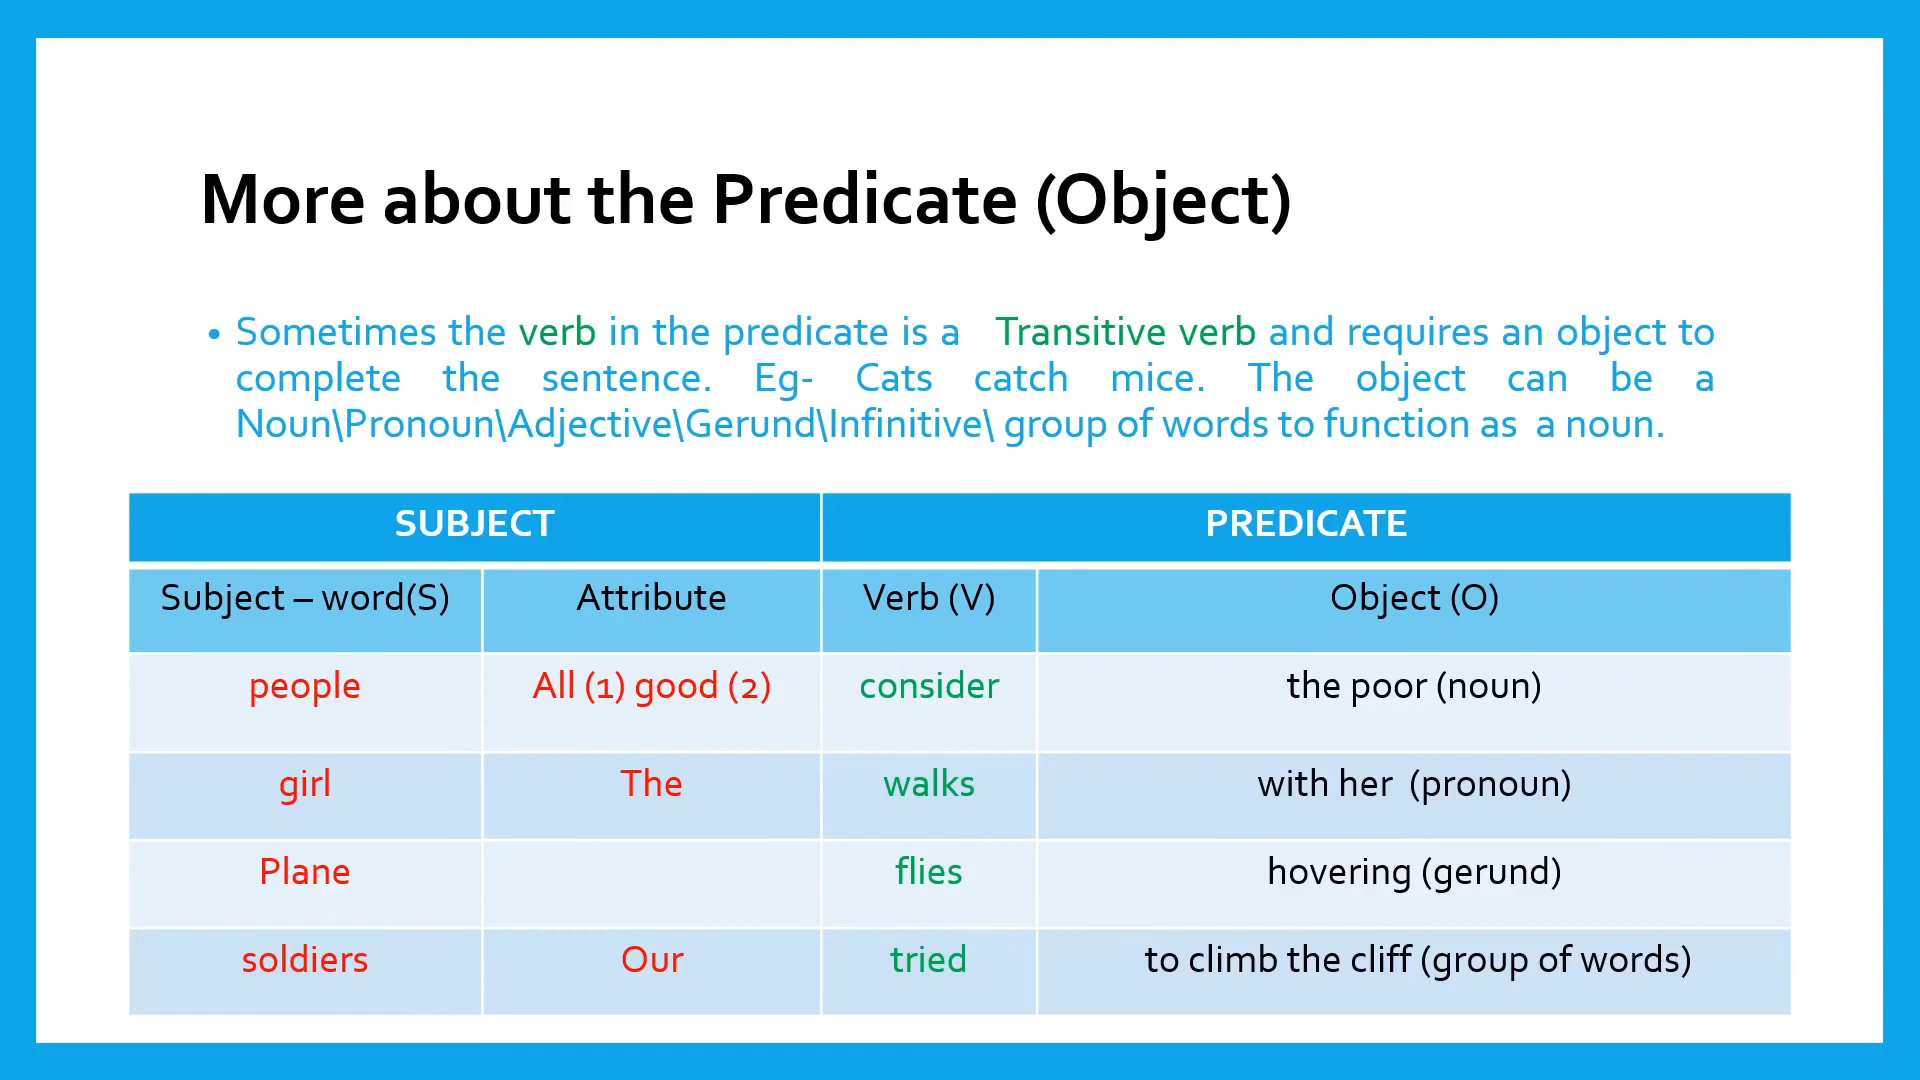 More about the Predicate (Object)
• Sometimes the verb in the predicate is a Transitive verb and requires an object to
complete the sentence. Eg- Cats catch mice. The object can be a
Noun\Pronoun\Adjective\Gerund\Infinitive\ group of words to function as a noun.
SUBJECT PREDICATE
Subject – word(S) Attribute Verb (V) Object (O)
people All (1) good (2) consider the poor (noun)
girl The walks with her (pronoun)
Plane flies hovering (gerund)
soldiers Our tried to climb the cliff (group of words)